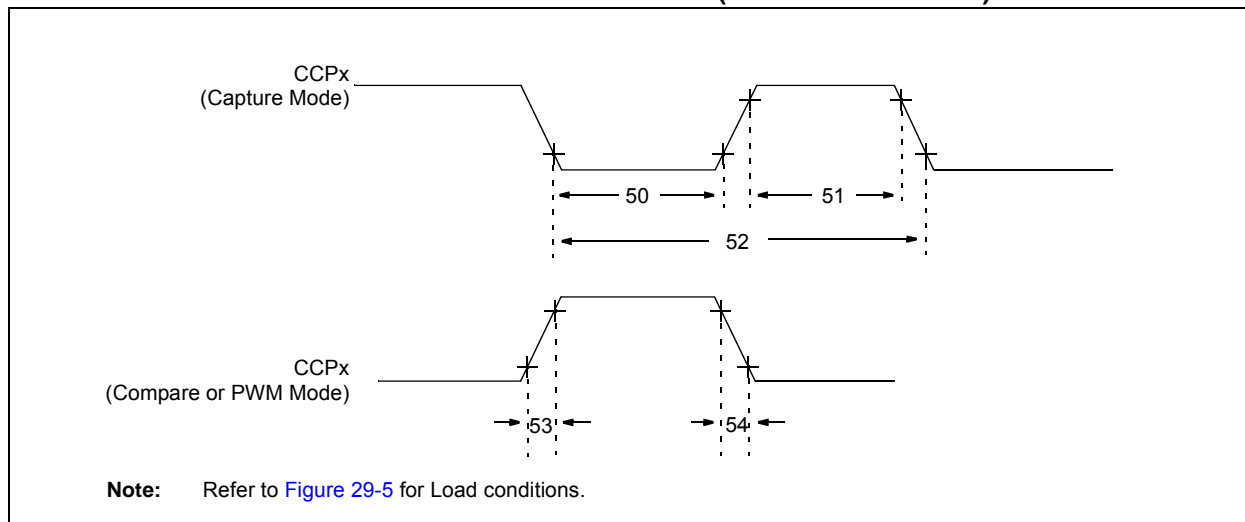 CCPx
(Capture Mode)
50
51
52
CCPx
(Compare or PWM Mode)
53
54
Note: Refer to Figure 29-5 for Load conditions.